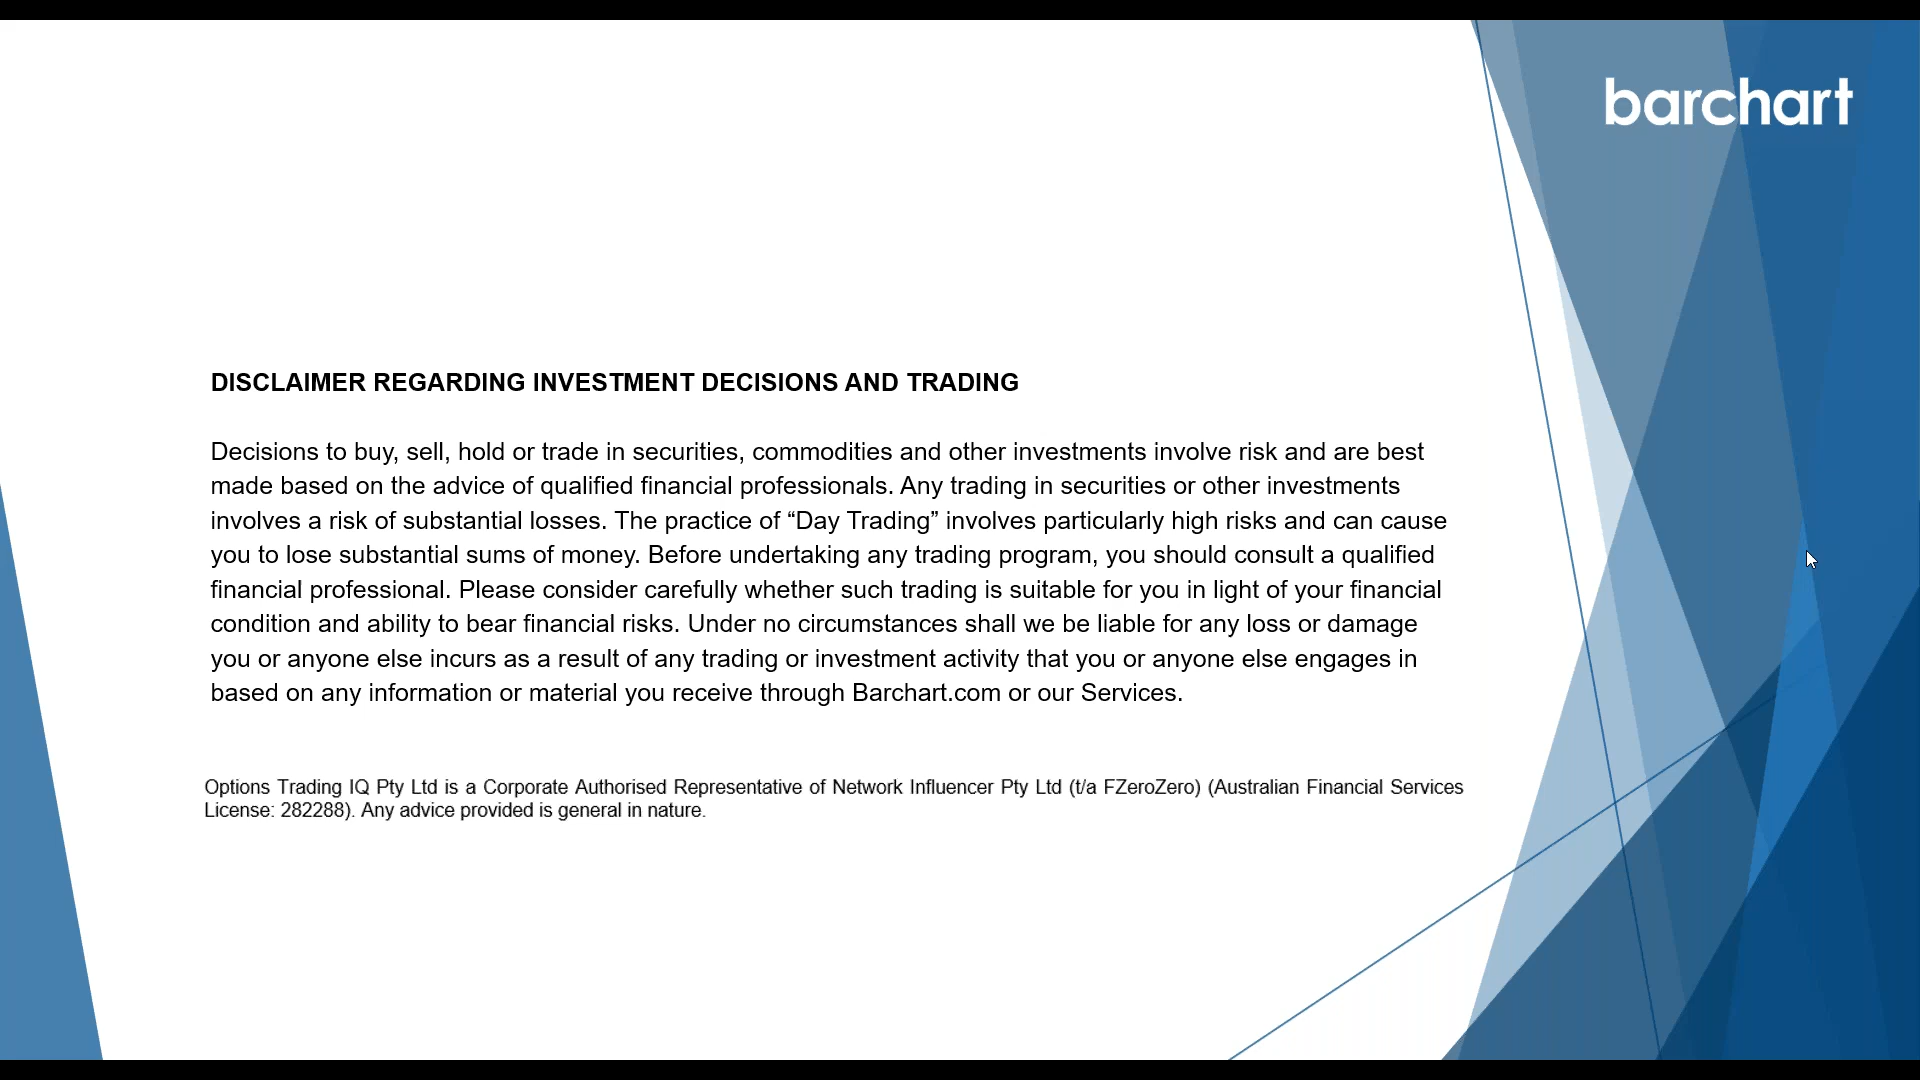 barchart
DISCLAIMER REGARDING INVESTMENT DECISIONS AND TRADING
Decisions to buy, sell, hold or trade in securities, commodities and other investments involve risk and are best
made based on the advice of qualified financial professionals. Any trading in securities or other investments
involves a risk of substantial losses. The practice of “Day Trading” involves particularly high risks and can cause
you to lose substantial sums of money. Before undertaking any trading program, you should consult a qualified
financial professional. Please consider carefully whether such trading is suitable for you in light of your financial
condition and ability to bear financial risks. Under no circumstances shall we be liable for any loss or damage
you or anyone else incurs as a result of any trading or investment activity that you or anyone else engages in
based on any information or material you receive through Barchart.com or our Services.
Options Trading IQ Pty Ltd is a Corporate Authorised Representative of Network Influencer Pty Ltd (t/a FZeroZero) (Australian Financial Services
License: 282288). Any advice provided is general in nature.